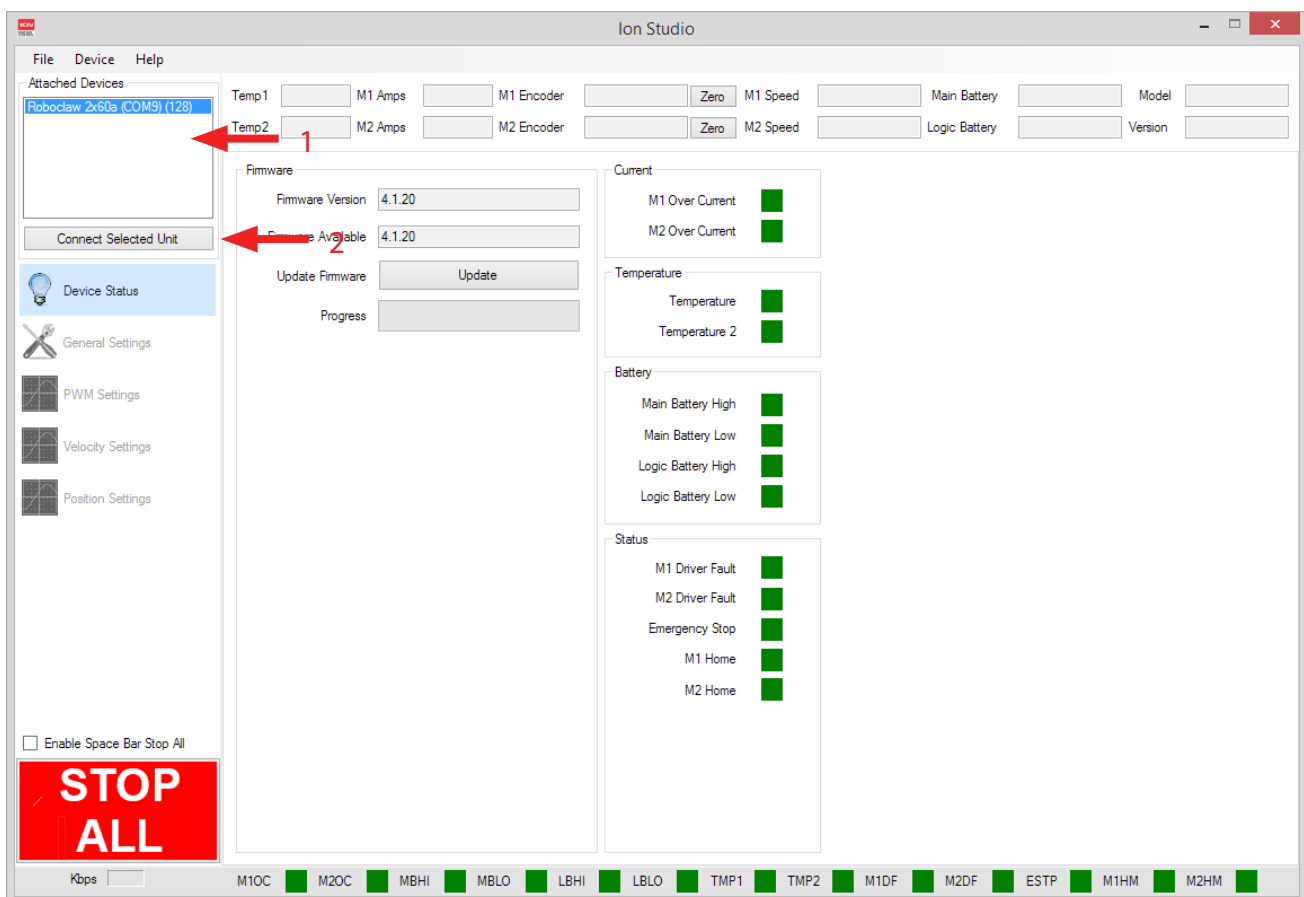 Ion Studio
File Device Help
Attached Devices
Roboclaw 2x60a (COM9) (128)
1
Connect Selected Unit
2
Device Status
General Settings
PWM Settings
Velocity Settings
Position Settings
Enable Space Bar Stop All
STOP
ALL
Kbps
Temp1 M1 Amps M1 Encoder Zero M1 Speed Main Battery Model
Temp2 M2 Amps M2 Encoder Zero M2 Speed Logic Battery Version
Firmware
Firmware Version 4.1.20
Firmware Available 4.1.20
Update Firmware Update
Progress
Current
M1 Over Current
M2 Over Current
Temperature
Temperature
Temperature 2
Battery
Main Battery High
Main Battery Low
Logic Battery High
Logic Battery Low
Status
M1 Driver Fault
M2 Driver Fault
Emergency Stop
M1 Home
M2 Home
M1OC M2OC MBHI MBLO LBHI LBLO TMP1 TMP2 M1DF M2DF ESTP M1HM M2HM